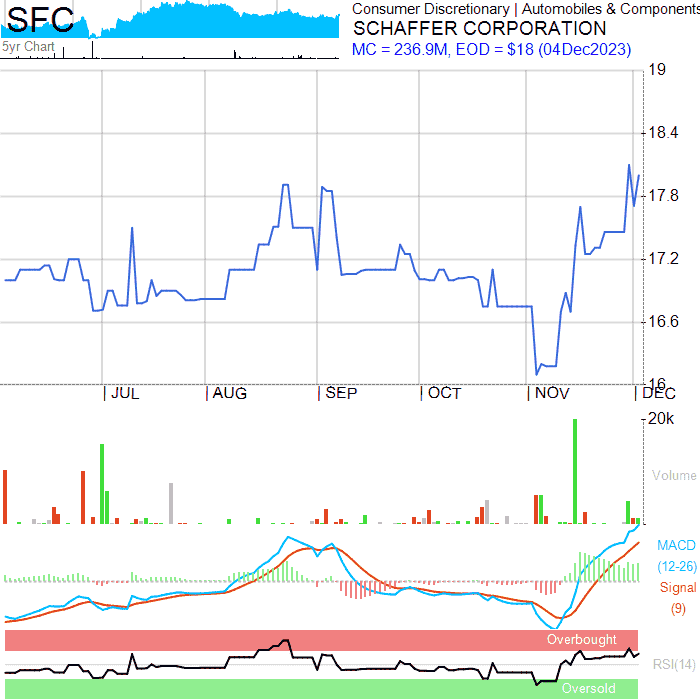 SFC
Consumer Discretionary | Automobiles & Components
SCHAFFER CORPORATION
5yr Chart
MC = 236.9M, EOD = $18 (04Dec2023)
19
18.4
17.8
17.2
16.6
16
JUL
AUG
SEP
OCT
NOV
DEC
20k
Volume
MACD
(12-26)
Signal
(9)
Overbought
RSI(14)
Oversold